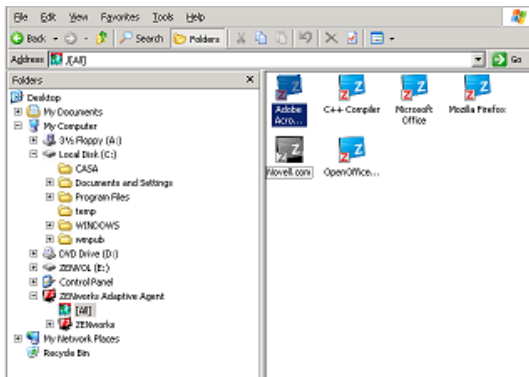 File Edit View Favorites Tools Help
Back Search Folders
Address \[All] Go
Folders
Desktop
My Documents
My Computer
3½ Floppy (A:)
Local Disk (C:)
CASA
Documents and Settings
Program Files
temp
WINDOWS
wmpub
DVD Drive (D:)
ZENVOL (E:)
Control Panel
ZENworks Adaptive Agent
[All]
ZENworks
My Network Places
Recycle Bin
Adobe Acro...
C++ Compiler
Microsoft Office
Mozilla Firefox
Novell.com
OpenOffice...